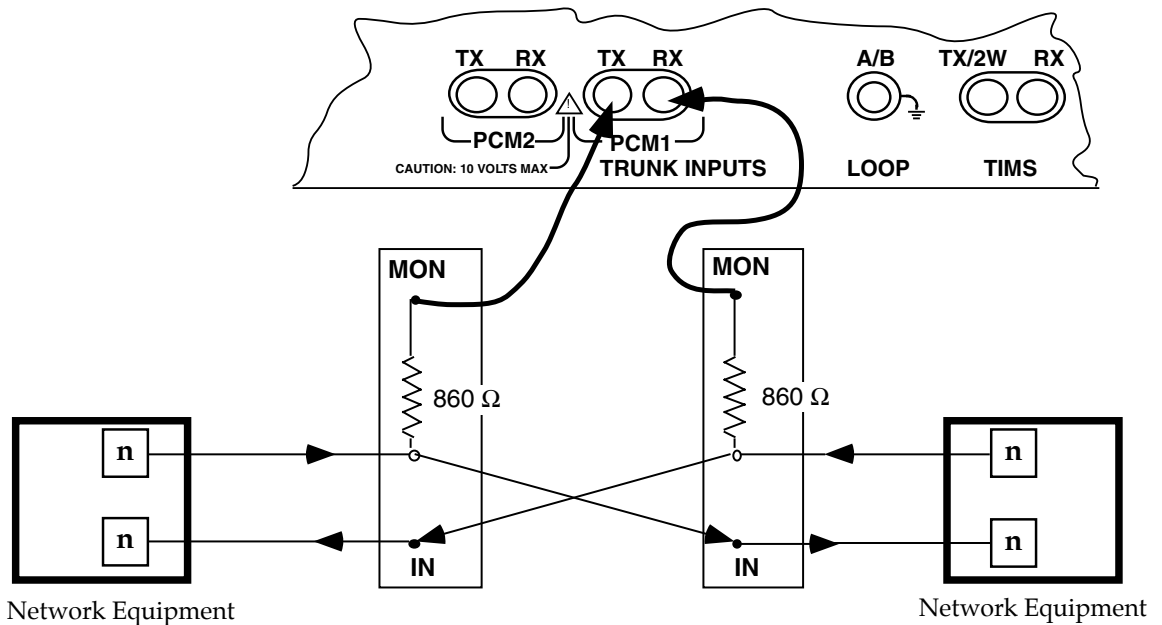 TX RX TX RX A/B TX/2W RX
!
PCM2 PCM1
CAUTION: 10 VOLTS MAX TRUNK INPUTS LOOP TIMS
MON MON
860 Ω 860 Ω
n n
n n
IN IN
Network Equipment Network Equipment